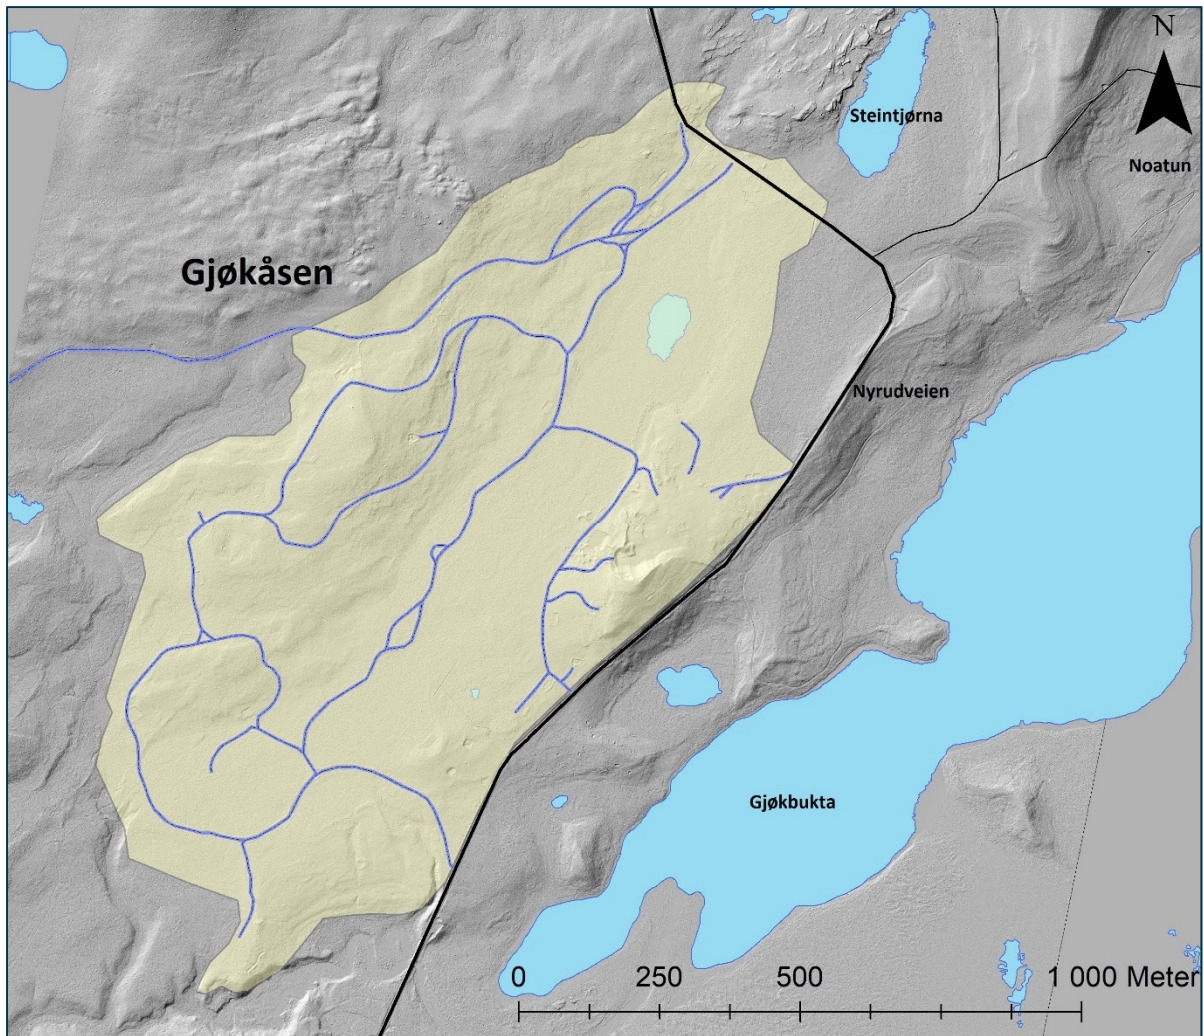 N
Steintjørna
Noatun
Gjøkåsen
Nyrudveien
Gjøkbukta
0 250 500 1 000 Meter